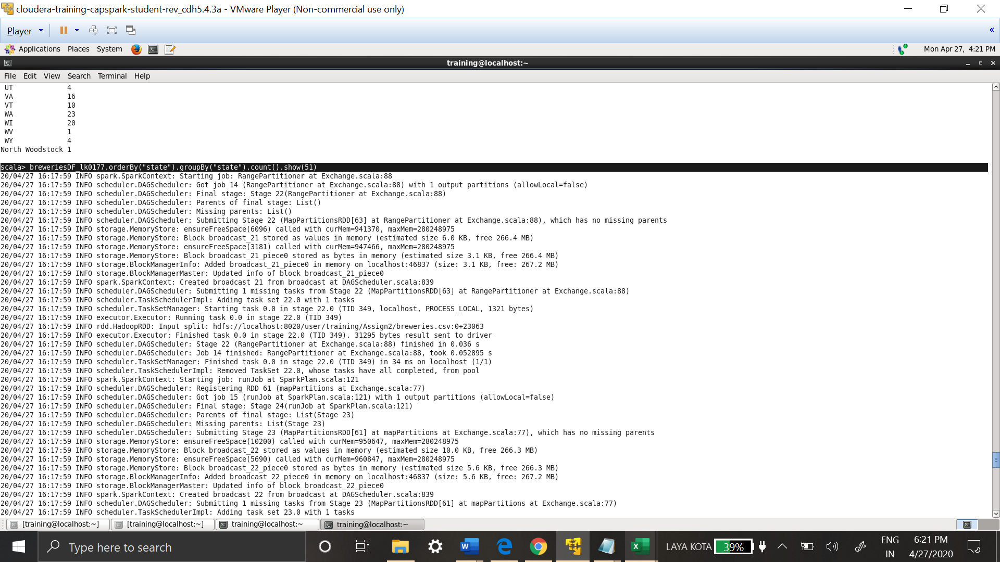 cloudera-training-capspark-student-rev_cdh5.4.3a - VMware Player (Non-commercial use only)
Player
Applications Places System Mon Apr 27, 4:21 PM
training@localhost:~
File Edit View Search Terminal Help
UT 4
VA 16
VT 10
WA 23
WI 20
WV 1
WY 4
North Woodstock 1
scala> breweriesDF_lk0177.orderBy("state").groupBy("state").count().show(51)
20/04/27 16:17:59 INFO spark.SparkContext: Starting job: RangePartitioner at Exchange.scala:88
20/04/27 16:17:59 INFO scheduler.DAGScheduler: Got job 14 (RangePartitioner at Exchange.scala:88) with 1 output partitions (allowLocal=false)
20/04/27 16:17:59 INFO scheduler.DAGScheduler: Final stage: Stage 22(RangePartitioner at Exchange.scala:88)
20/04/27 16:17:59 INFO scheduler.DAGScheduler: Parents of final stage: List()
20/04/27 16:17:59 INFO scheduler.DAGScheduler: Missing parents: List()
20/04/27 16:17:59 INFO scheduler.DAGScheduler: Submitting Stage 22 (MapPartitionsRDD[63] at RangePartitioner at Exchange.scala:88), which has no missing parents
20/04/27 16:17:59 INFO storage.MemoryStore: ensureFreeSpace(6096) called with curMem=941370, maxMem=280248975
20/04/27 16:17:59 INFO storage.MemoryStore: Block broadcast_21 stored as values in memory (estimated size 6.0 KB, free 266.4 MB)
20/04/27 16:17:59 INFO storage.MemoryStore: ensureFreeSpace(3181) called with curMem=947466, maxMem=280248975
20/04/27 16:17:59 INFO storage.MemoryStore: Block broadcast_21_piece0 stored as bytes in memory (estimated size 3.1 KB, free 266.4 MB)
20/04/27 16:17:59 INFO storage.BlockManagerInfo: Added broadcast_21_piece0 in memory on localhost:46837 (size: 3.1 KB, free: 267.2 MB)
20/04/27 16:17:59 INFO storage.BlockManagerMaster: Updated info of block broadcast_21_piece0
20/04/27 16:17:59 INFO spark.SparkContext: Created broadcast 21 from broadcast at DAGScheduler.scala:839
20/04/27 16:17:59 INFO scheduler.DAGScheduler: Submitting 1 missing tasks from Stage 22 (MapPartitionsRDD[63] at RangePartitioner at Exchange.scala:88)
20/04/27 16:17:59 INFO scheduler.TaskSchedulerImpl: Adding task set 22.0 with 1 tasks
20/04/27 16:17:59 INFO scheduler.TaskSetManager: Starting task 0.0 in stage 22.0 (TID 349, localhost, PROCESS_LOCAL, 1321 bytes)
20/04/27 16:17:59 INFO executor.Executor: Running task 0.0 in stage 22.0 (TID 349)
20/04/27 16:17:59 INFO rdd.HadoopRDD: Input split: hdfs://localhost:8020/user/training/Assign2/breweries.csv:0+23063
20/04/27 16:17:59 INFO executor.Executor: Finished task 0.0 in stage 22.0 (TID 349). 31295 bytes result sent to driver
20/04/27 16:17:59 INFO scheduler.DAGScheduler: Stage 22 (RangePartitioner at Exchange.scala:88) finished in 0.036 s
20/04/27 16:17:59 INFO scheduler.DAGScheduler: Job 14 finished: RangePartitioner at Exchange.scala:88, took 0.052895 s
20/04/27 16:17:59 INFO scheduler.TaskSetManager: Finished task 0.0 in stage 22.0 (TID 349) in 34 ms on localhost (1/1)
20/04/27 16:17:59 INFO scheduler.TaskSchedulerImpl: Removed TaskSet 22.0, whose tasks have all completed, from pool
20/04/27 16:17:59 INFO spark.SparkContext: Starting job: runJob at SparkPlan.scala:121
20/04/27 16:17:59 INFO scheduler.DAGScheduler: Registering RDD 61 (mapPartitions at Exchange.scala:77)
20/04/27 16:17:59 INFO scheduler.DAGScheduler: Got job 15 (runJob at SparkPlan.scala:121) with 1 output partitions (allowLocal=false)
20/04/27 16:17:59 INFO scheduler.DAGScheduler: Final stage: Stage 24(runJob at SparkPlan.scala:121)
20/04/27 16:17:59 INFO scheduler.DAGScheduler: Parents of final stage: List(Stage 23)
20/04/27 16:17:59 INFO scheduler.DAGScheduler: Missing parents: List(Stage 23)
20/04/27 16:17:59 INFO scheduler.DAGScheduler: Submitting Stage 23 (MapPartitionsRDD[61] at mapPartitions at Exchange.scala:77), which has no missing parents
20/04/27 16:17:59 INFO storage.MemoryStore: ensureFreeSpace(10200) called with curMem=950647, maxMem=280248975
20/04/27 16:17:59 INFO storage.MemoryStore: Block broadcast_22 stored as values in memory (estimated size 10.0 KB, free 266.3 MB)
20/04/27 16:17:59 INFO storage.MemoryStore: ensureFreeSpace(5690) called with curMem=960847, maxMem=280248975
20/04/27 16:17:59 INFO storage.MemoryStore: Block broadcast_22_piece0 stored as bytes in memory (estimated size 5.6 KB, free 266.3 MB)
20/04/27 16:17:59 INFO storage.BlockManagerInfo: Added broadcast_22_piece0 in memory on localhost:46837 (size: 5.6 KB, free: 267.2 MB)
20/04/27 16:17:59 INFO storage.BlockManagerMaster: Updated info of block broadcast_22_piece0
20/04/27 16:17:59 INFO spark.SparkContext: Created broadcast 22 from broadcast at DAGScheduler.scala:839
20/04/27 16:17:59 INFO scheduler.DAGScheduler: Submitting 1 missing tasks from Stage 23 (MapPartitionsRDD[61] at mapPartitions at Exchange.scala:77)
20/04/27 16:17:59 INFO scheduler.TaskSchedulerImpl: Adding task set 23.0 with 1 tasks
[training@localhost:~] [training@localhost:~] training@localhost:~ training@localhost:~
Type here to search LAYA KOTA 39% ENG 6:21 PM
IN 4/27/2020